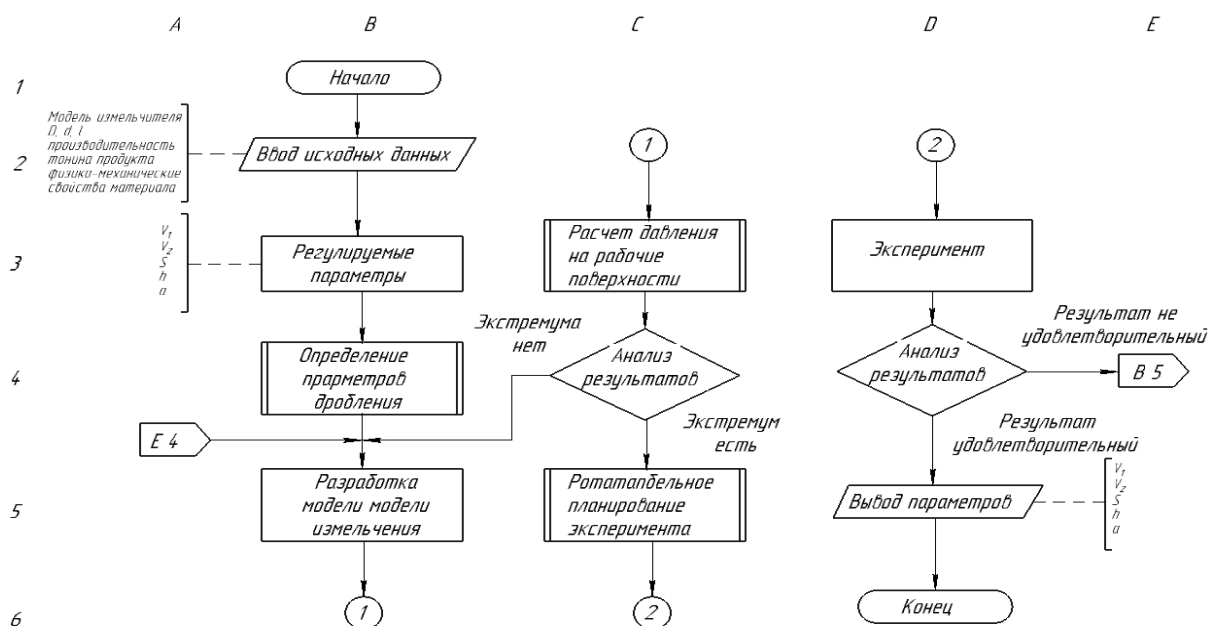 A
B
C
D
E
1
2
3
4
5
6
Начало
Модель измельчителя
D, d, l
производительность
тонина продукта
физико-механические
свойства материала
Ввод исходных данных
V₁
V₂
S
h
a
Регулируемые
параметры
Определение
прарметров
дробления
E 4
Разработка
модели модели
измельчения
1
1
Расчет давления
на рабочие
поверхности
Экстремума
нет
Анализ
результатов
Экстремум
есть
Ротатапбельное
планирование
эксперимента
2
2
Эксперимент
Анализ
результатов
Результат не
удовлетворительный
B 5
Результат
удовлетворительный
Вывод параметров
V₁
V₂
S
h
a
Конец